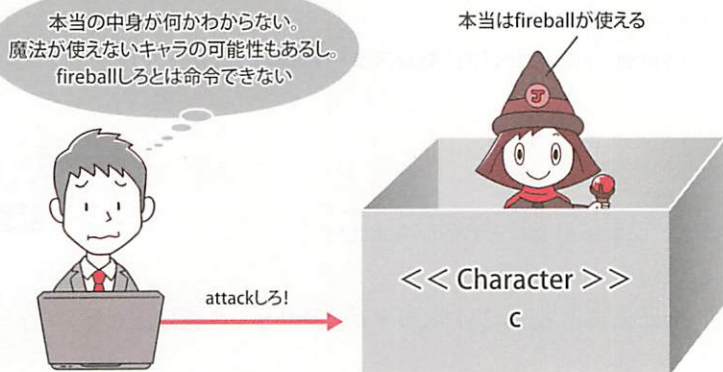 本当の中身が何かわからない。
魔法が使えないキャラの可能性もあるし。
fireballしろとは命令できない
本当はfireballが使える
J
attackしろ!
<< Character >>
c